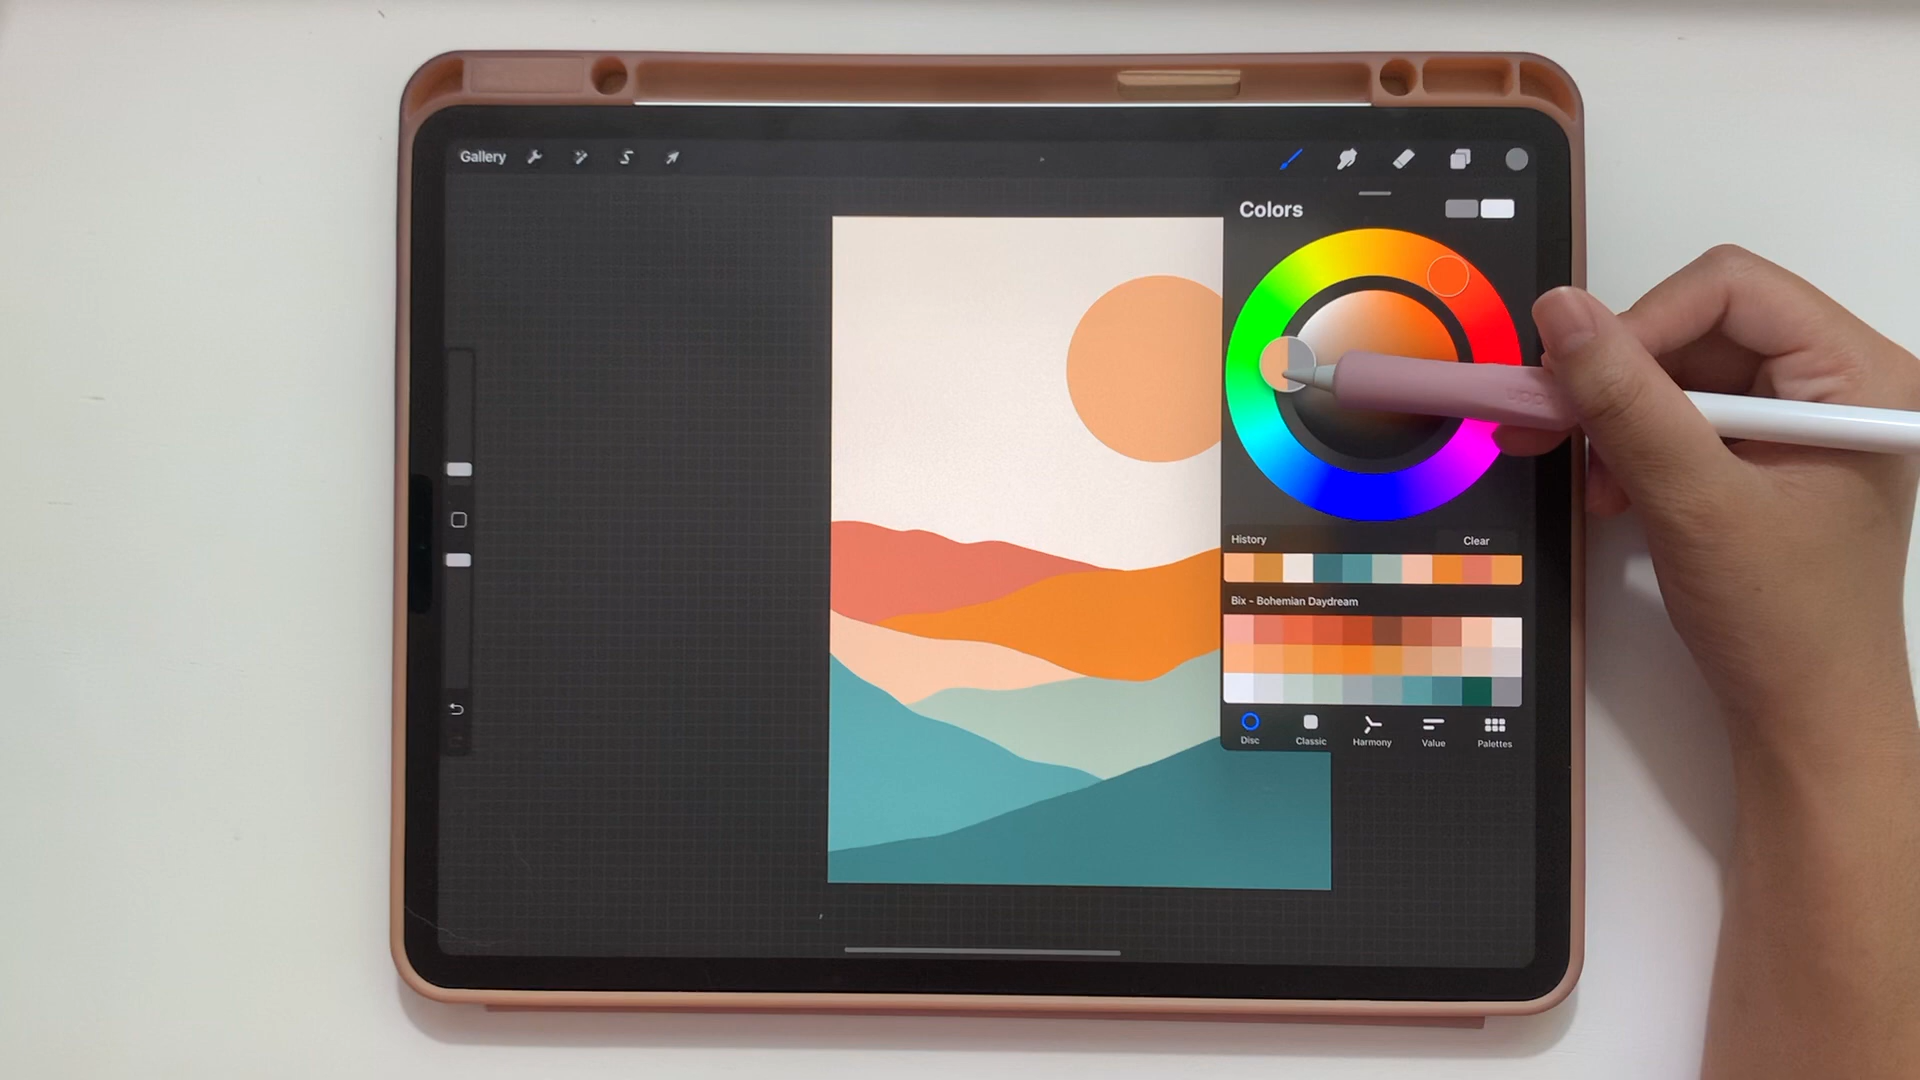 Gallery
Colors
History
Clear
Bix - Bohemian Daydream
Disc
Classic
Harmony
Value
Palettes